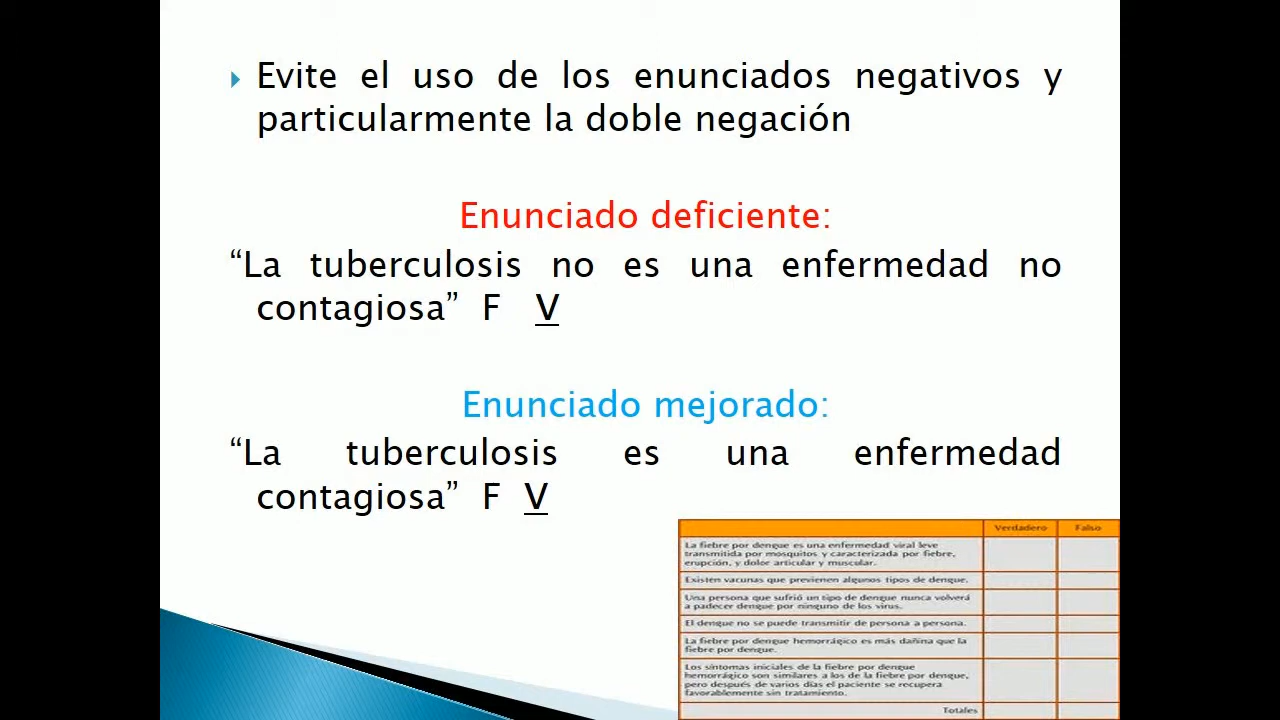 Evite el uso de los enunciados negativos y
particularmente la doble negación
Enunciado deficiente:
“La tuberculosis no es una enfermedad no
contagiosa” F V
Enunciado mejorado:
“La tuberculosis es una enfermedad
contagiosa” F V
Verdadero Falso
La fiebre por dengue es una enfermedad viral leve
transmitida por mosquitos y caracterizada por fiebre,
erupción, y dolor articular y muscular.
Existen vacunas que previenen algunos tipos de dengue.
Una persona que sufrió un tipo de dengue nunca volverá
a padecer dengue por ninguno de los virus.
El dengue no se puede transmitir de persona a persona.
La fiebre por dengue hemorrágico es más dañina que la
fiebre por dengue.
Los síntomas iniciales de la fiebre por dengue
hemorrágico son similares a los de la fiebre por dengue,
pero después de varios días el paciente se recupera
favorablemente sin tratamiento.
Totales